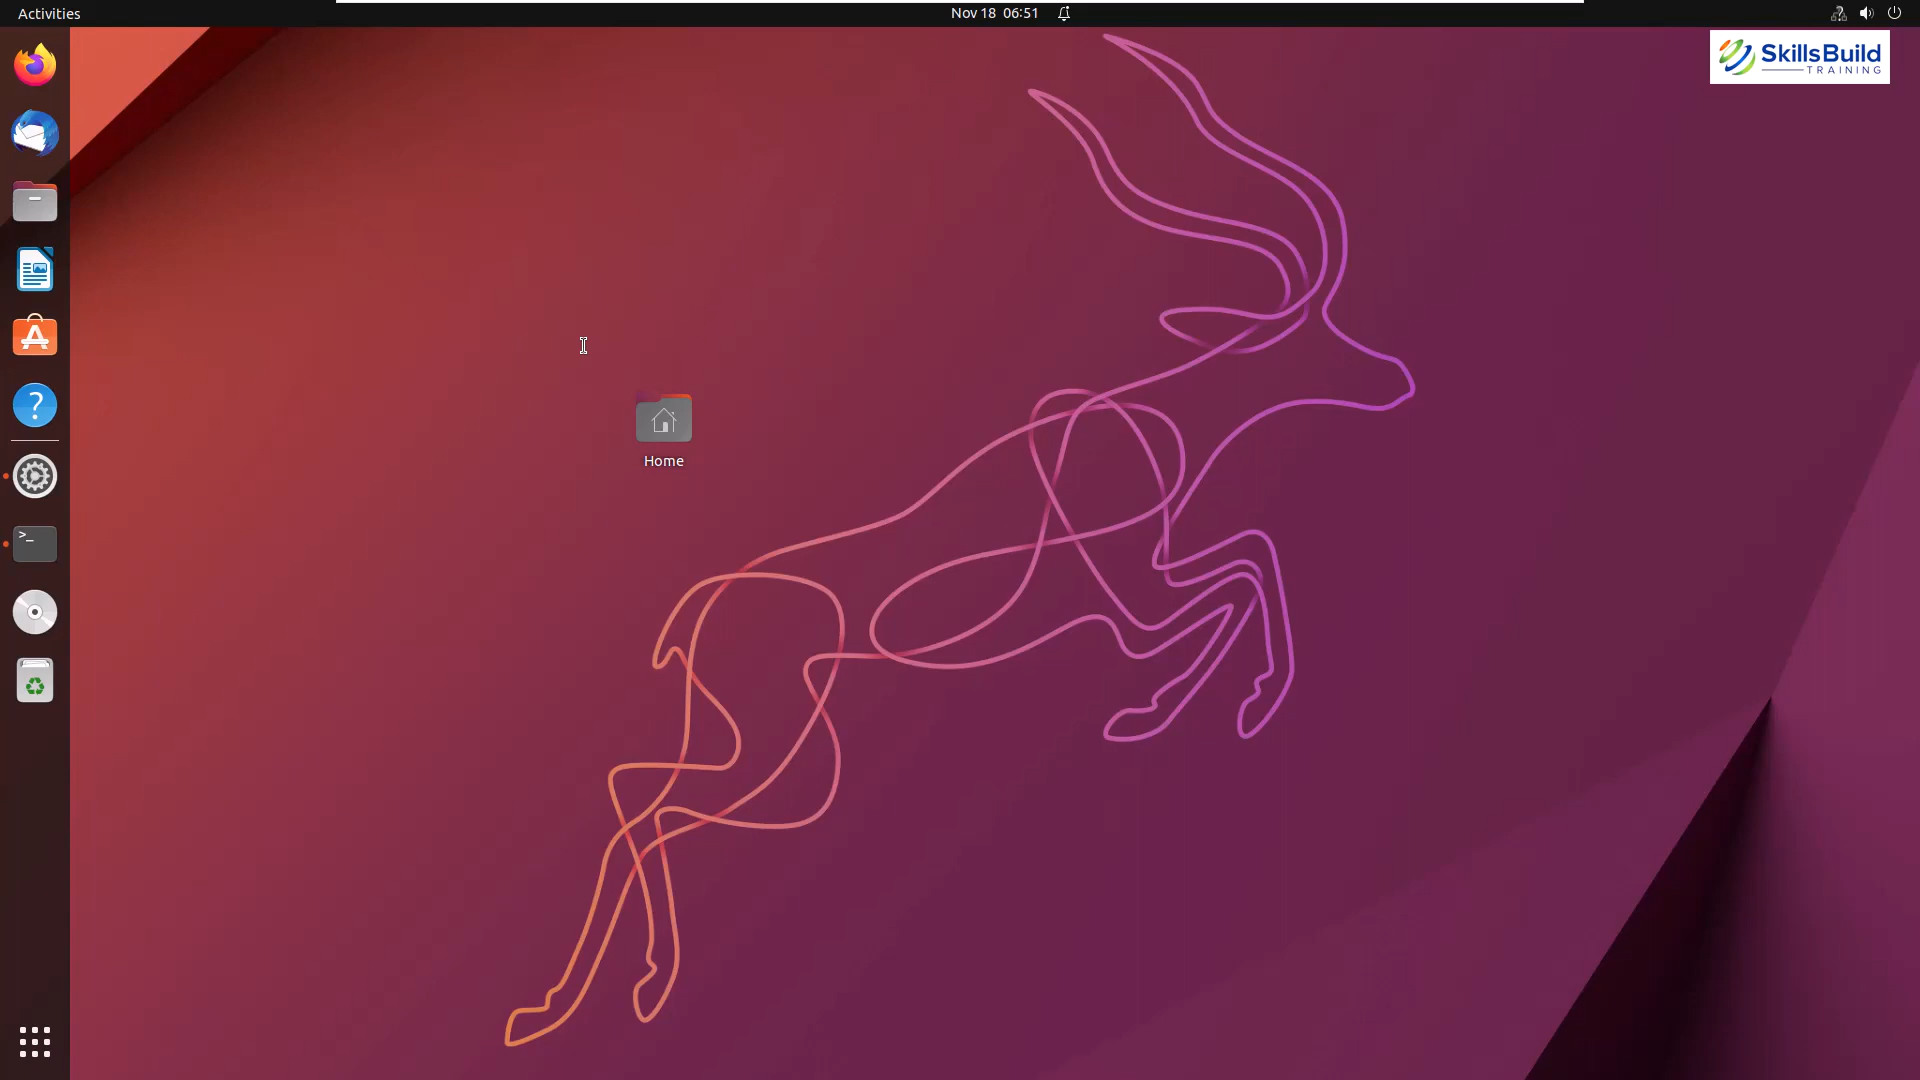 Activities
Nov 18 06:51
SkillsBuild
TRAINING
?
>_
Home